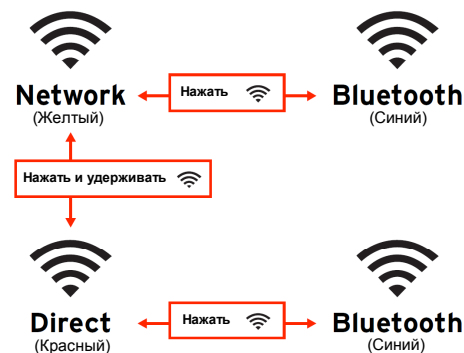 Network
(Желтый)
Нажать
Bluetooth
(Синий)
Нажать и удерживать
Direct
(Красный)
Нажать
Bluetooth
(Синий)